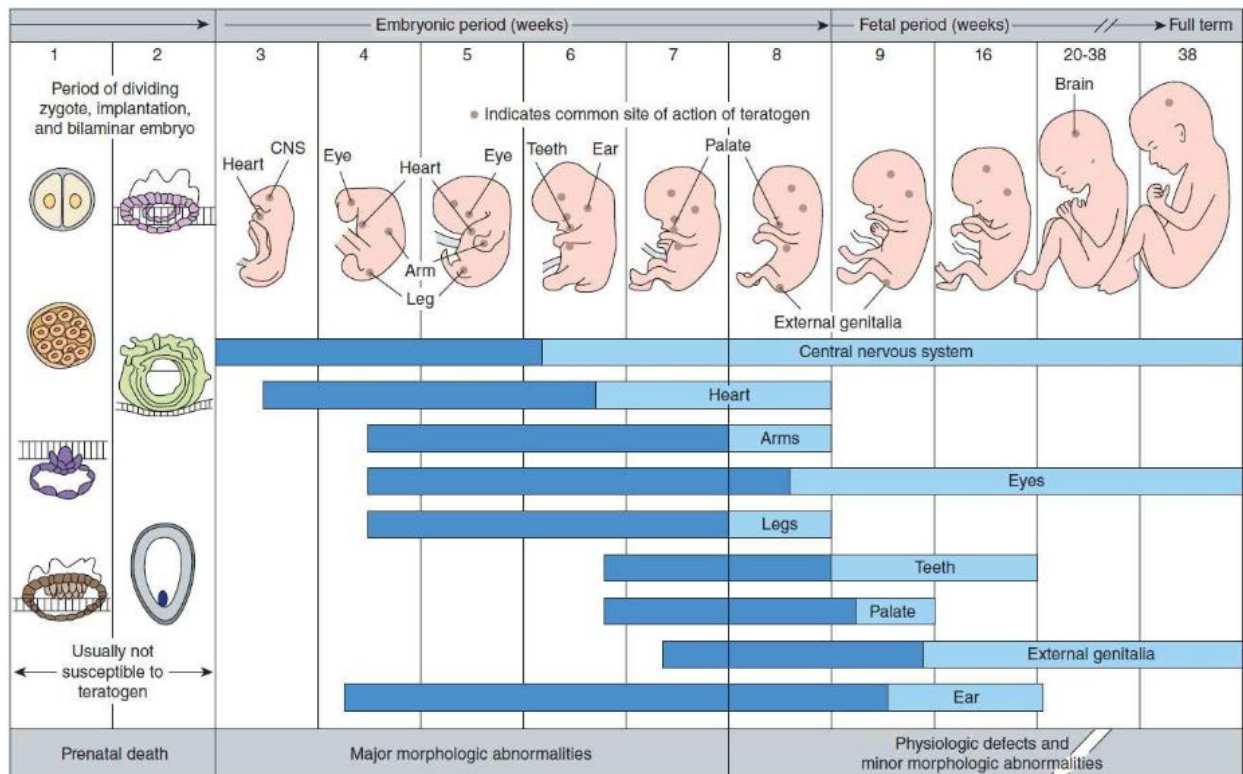 Embryonic period (weeks)
Fetal period (weeks)
Full term
1
2
3
4
5
6
7
8
9
16
20-38
38
Period of dividing
zygote, implantation,
and bilaminar embryo
Indicates common site of action of teratogen
Brain
CNS
Heart
Eye
Heart
Eye
Teeth
Ear
Palate
Arm
Leg
External genitalia
Central nervous system
Heart
Arms
Eyes
Legs
Teeth
Palate
External genitalia
Ear
Usually not
susceptible to
teratogen
Prenatal death
Major morphologic abnormalities
Physiologic defects and
minor morphologic abnormalities